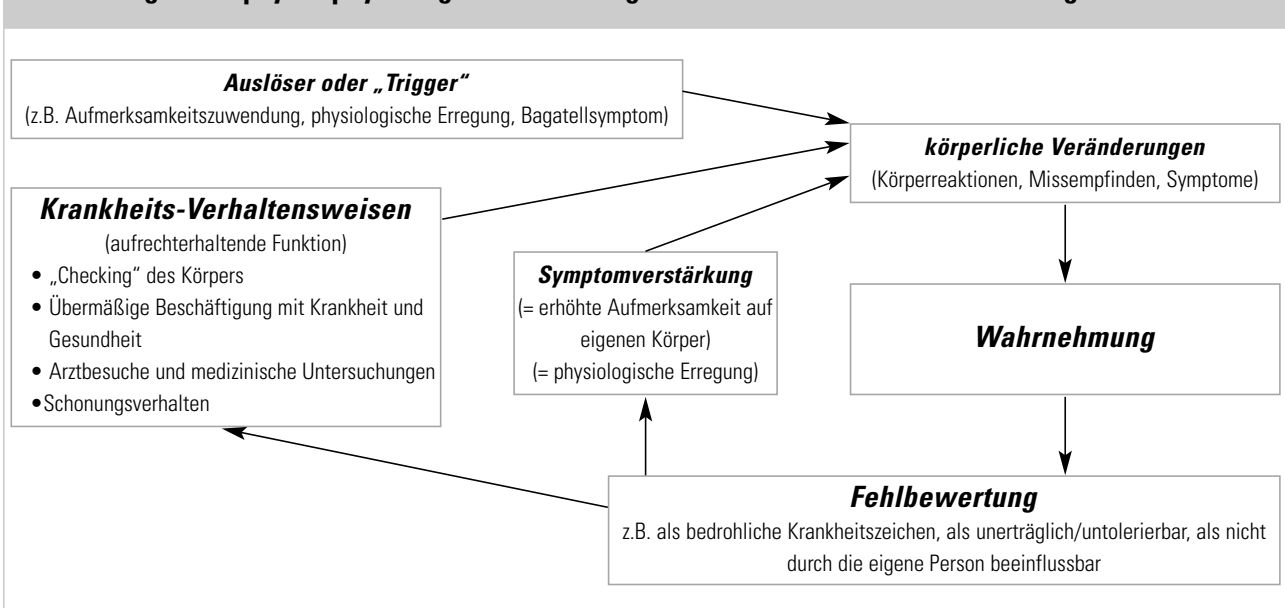 Auslöser oder „Trigger“
(z.B. Aufmerksamkeitszuwendung, physiologische Erregung, Bagatellsymptom)
körperliche Veränderungen
(Körperreaktionen, Missempfinden, Symptome)
Krankheits-Verhaltensweisen
(aufrechterhaltende Funktion)
• „Checking“ des Körpers
• Übermäßige Beschäftigung mit Krankheit und
Gesundheit
• Arztbesuche und medizinische Untersuchungen
•Schonungsverhalten
Symptomverstärkung
(= erhöhte Aufmerksamkeit auf
eigenen Körper)
(= physiologische Erregung)
Wahrnehmung
Fehlbewertung
z.B. als bedrohliche Krankheitszeichen, als unerträglich/untolerierbar, als nicht
durch die eigene Person beeinflussbar